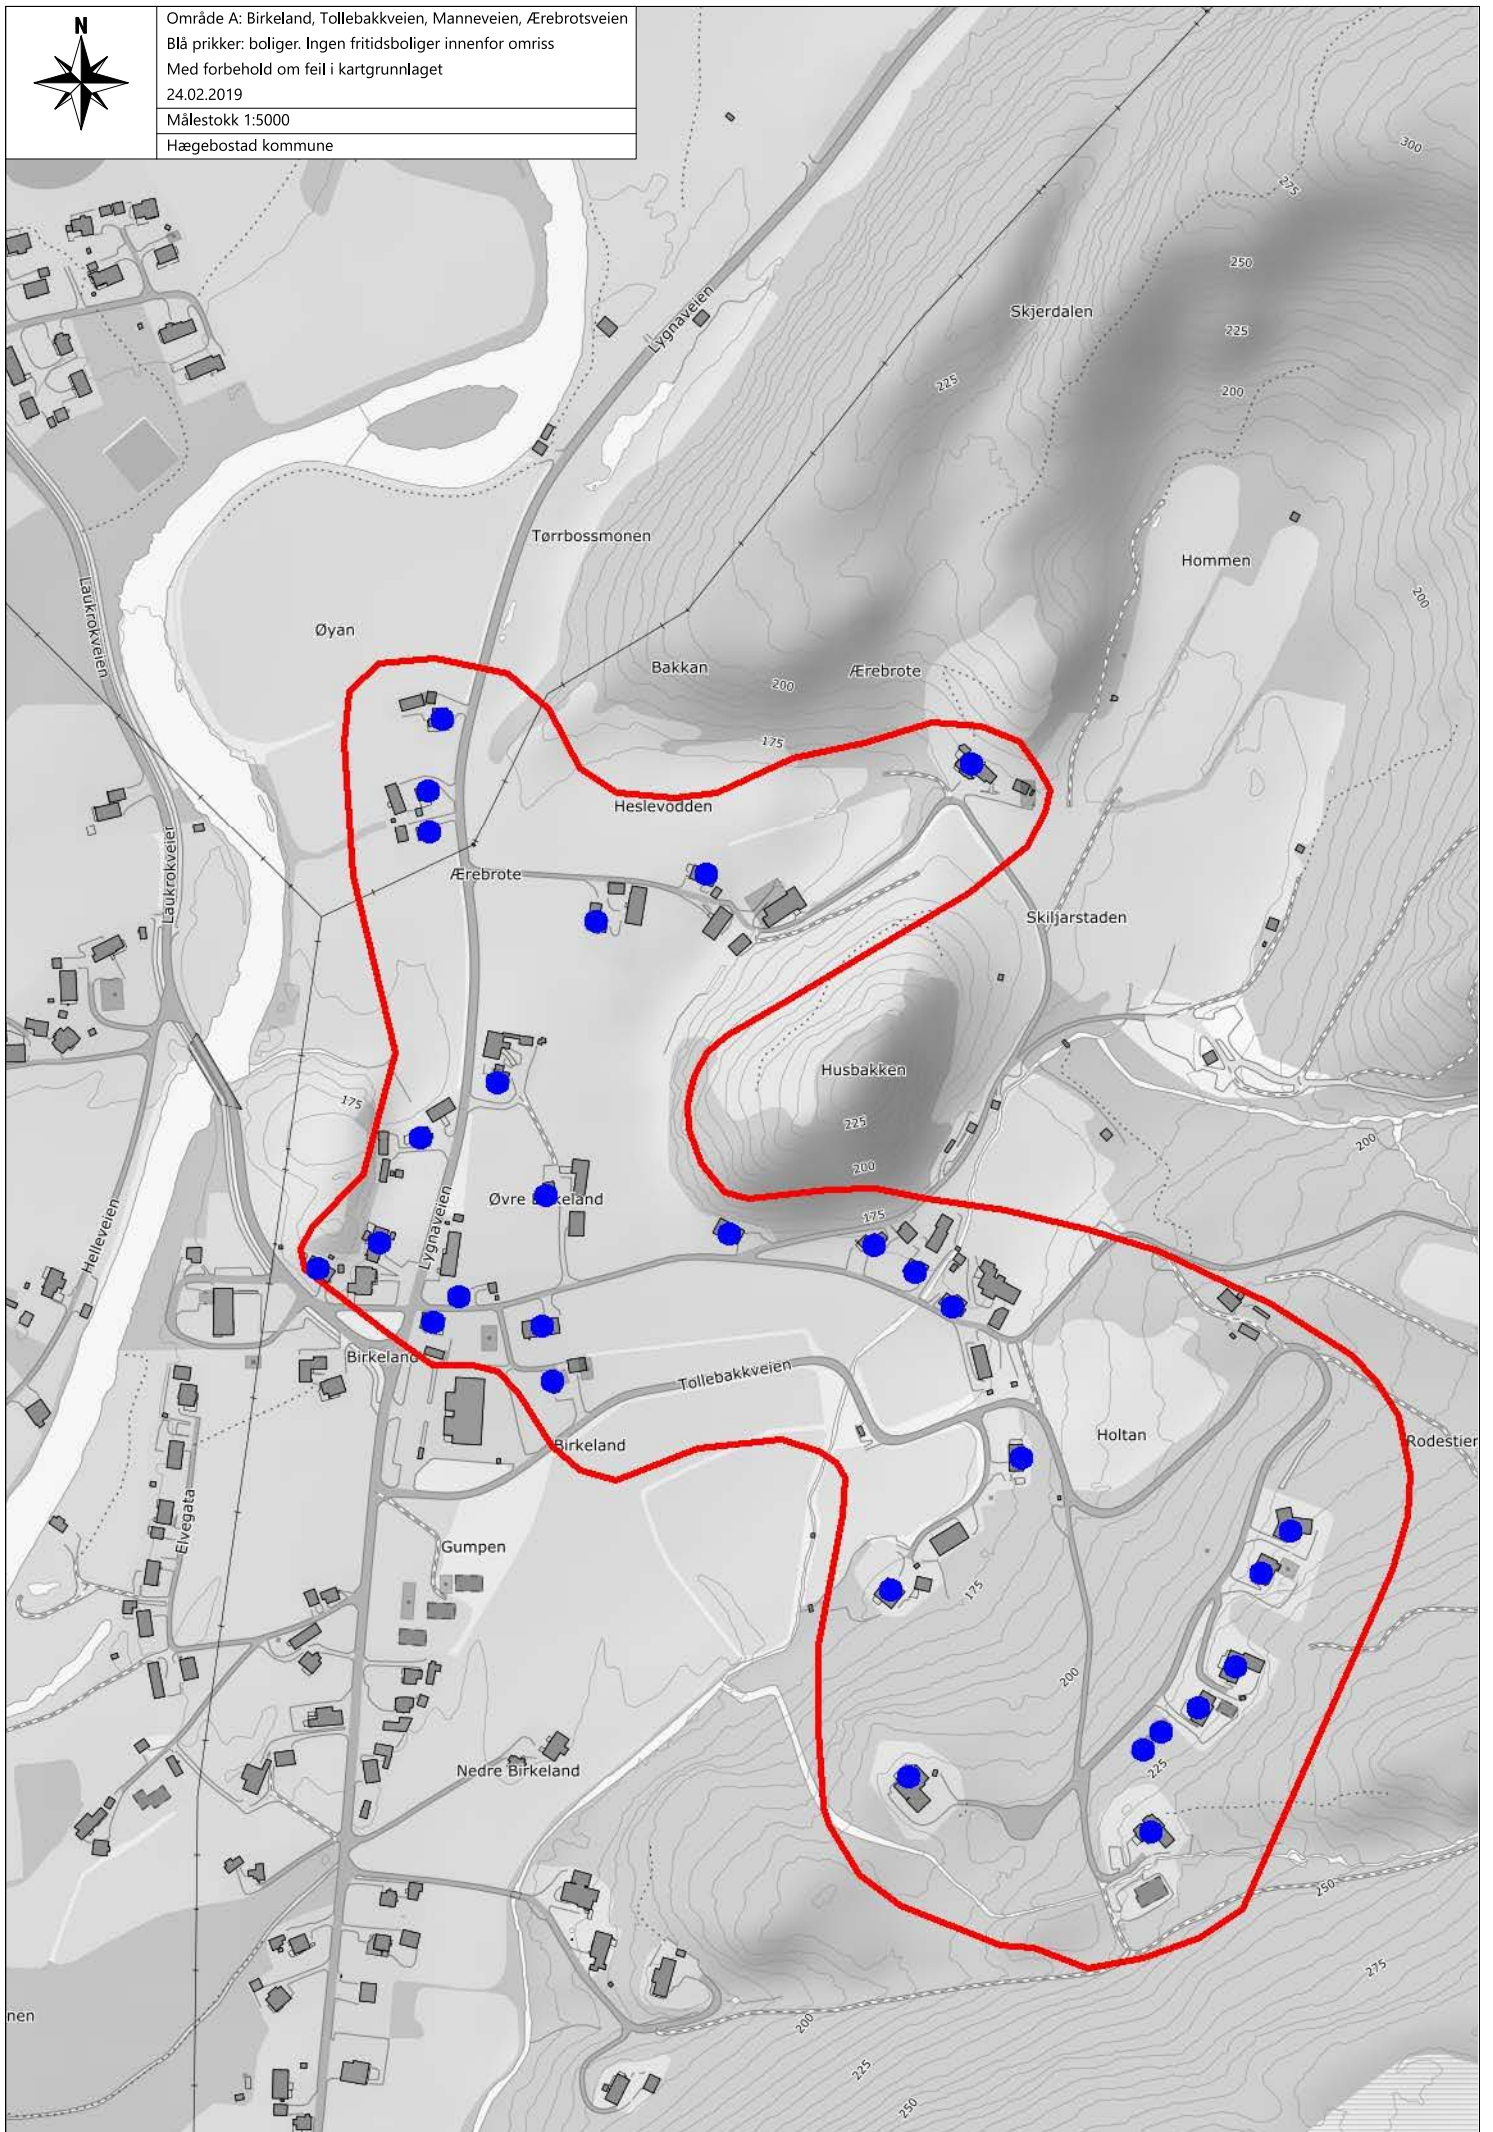 N
Område A: Birkeland, Tollebakkveien, Manneveien, Ærebrotsveien
Blå prikker: boliger. Ingen fritidsboliger innenfor omriss
Med forbehold om feil i kartgrunnlaget
24.02.2019
Målestokk 1:5000
Hægebostad kommune
300
275
250
Skjerdalen
Lygnaveien
225
225
200
Tørrbossmonen
Hommen
Laukrokveien
200
Øyan
Bakkan
Ærebrote
200
175
Heslevodden
Laukrokveier
Ærebrote
Skiljarstaden
Husbakken
175
225
200
200
Øvre Birkeland
Helleveien
Lygnaveien
175
Birkeland
Tollebakkveien
Birkeland
Holtan
Rodestier
Elvegata
Gumpen
175
200
Nedre Birkeland
225
250
275
nen
200
225
250